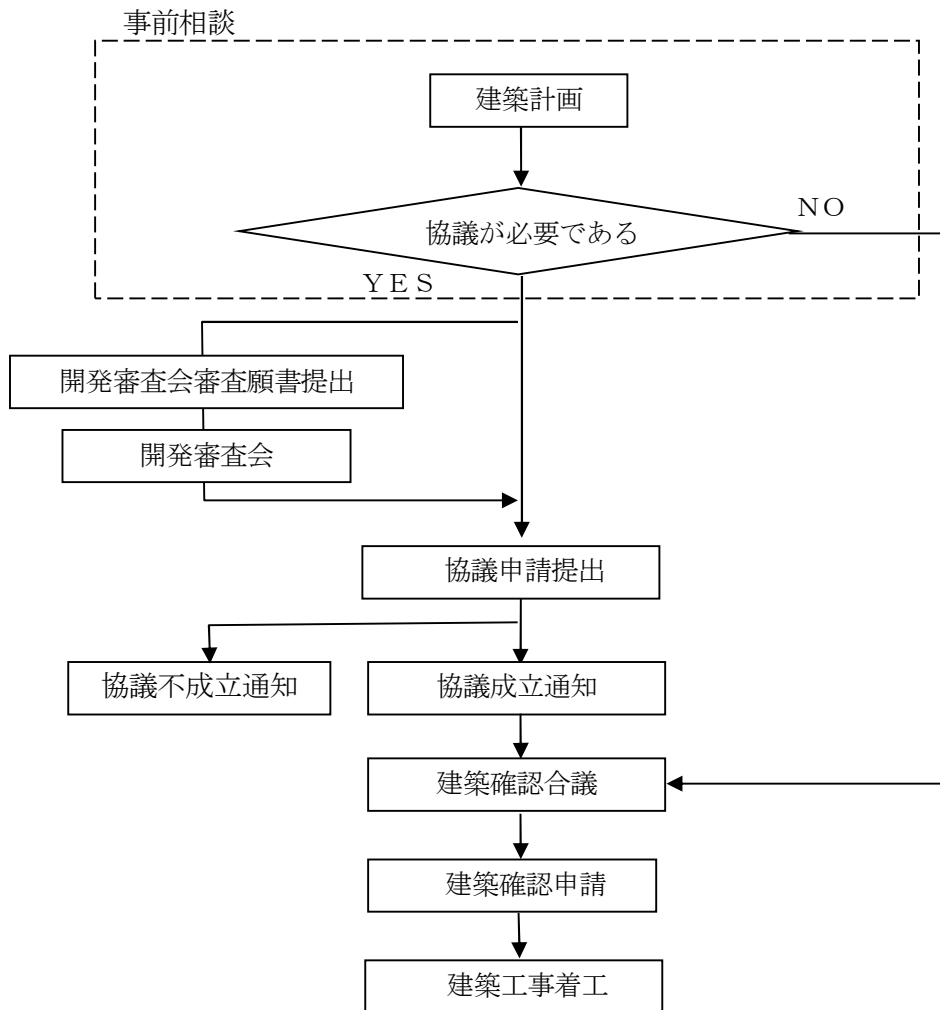 事前相談
建築計画
協議が必要である
ＮＯ
ＹＥＳ
開発審査会審査願書提出
開発審査会
協議申請提出
協議不成立通知
協議成立通知
建築確認合議
建築確認申請
建築工事着工